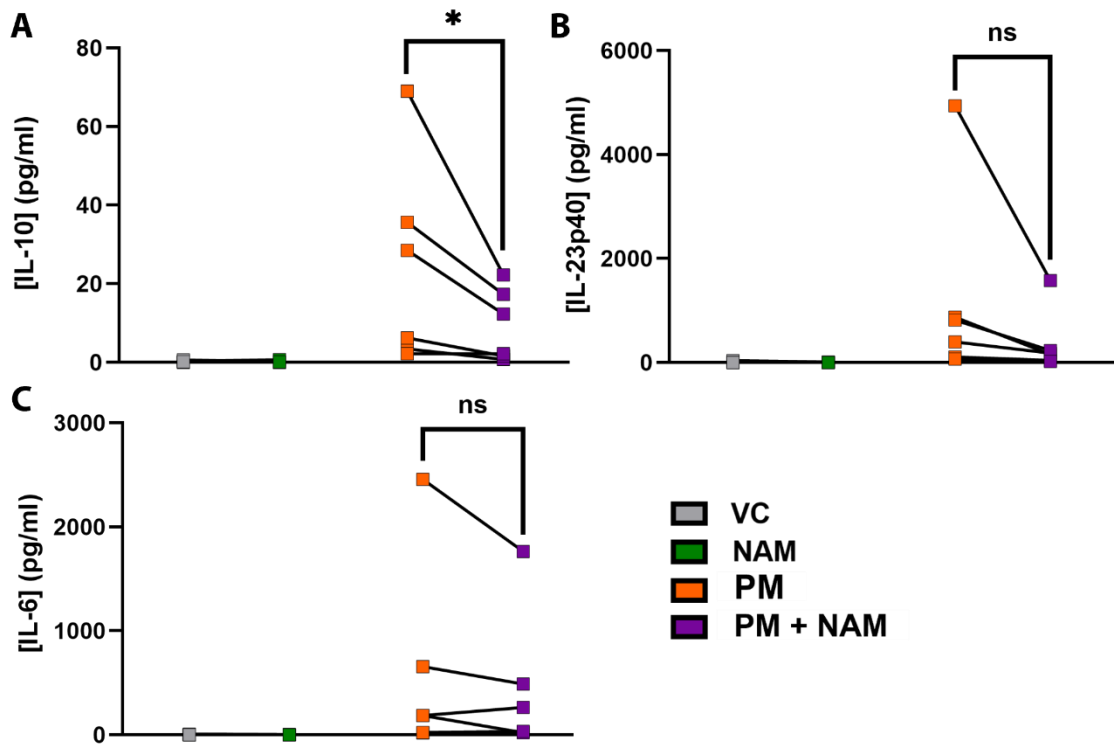 A
*
[IL-10] (pg/ml)
80
60
40
20
0
B
ns
[IL-23p40] (pg/ml)
6000
4000
2000
0
C
ns
[IL-6] (pg/ml)
3000
2000
1000
0
VC
NAM
PM
PM + NAM